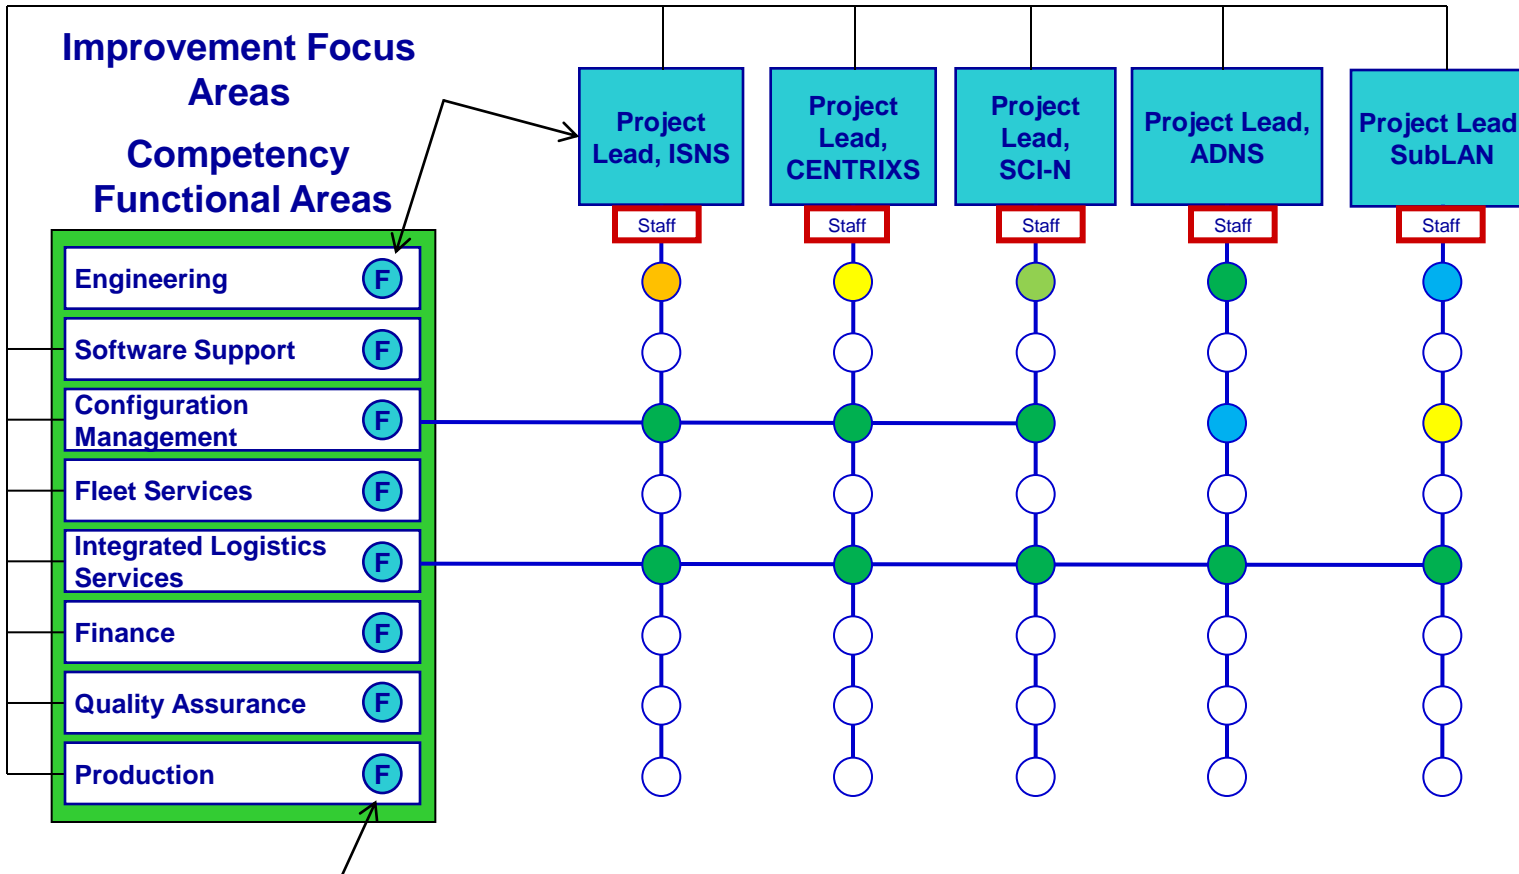 Improvement Focus
Areas
Competency
Functional Areas
Project
Lead, ISNS
Project
Lead,
CENTRIXS
Project
Lead,
SCI-N
Project Lead,
ADNS
Project Lead
SubLAN
Staff
Staff
Staff
Staff
Staff
Engineering
F
Software Support
F
Configuration
Management
F
Fleet Services
F
Integrated Logistics
Services
F
Finance
F
Quality Assurance
F
Production
F